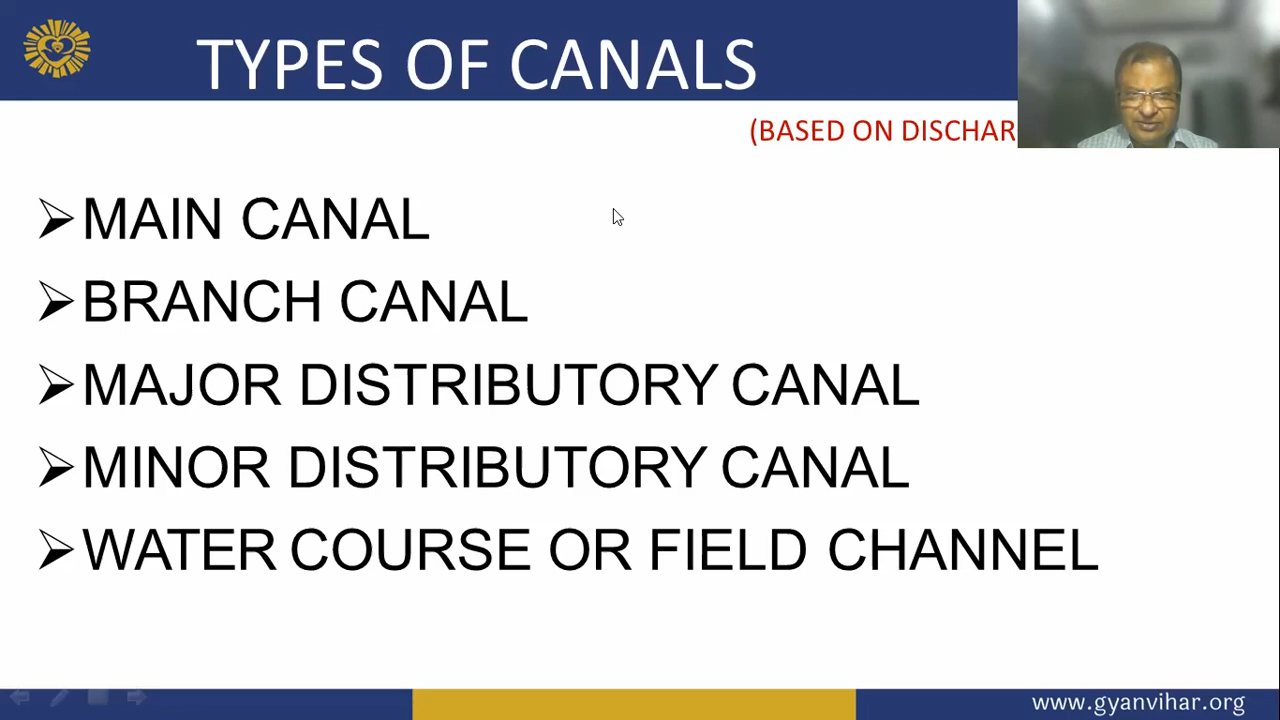 TYPES OF CANALS
(BASED ON DISCHAR
➢MAIN CANAL
➢BRANCH CANAL
➢MAJOR DISTRIBUTORY CANAL
➢MINOR DISTRIBUTORY CANAL
➢WATER COURSE OR FIELD CHANNEL
www.gyanvihar.org